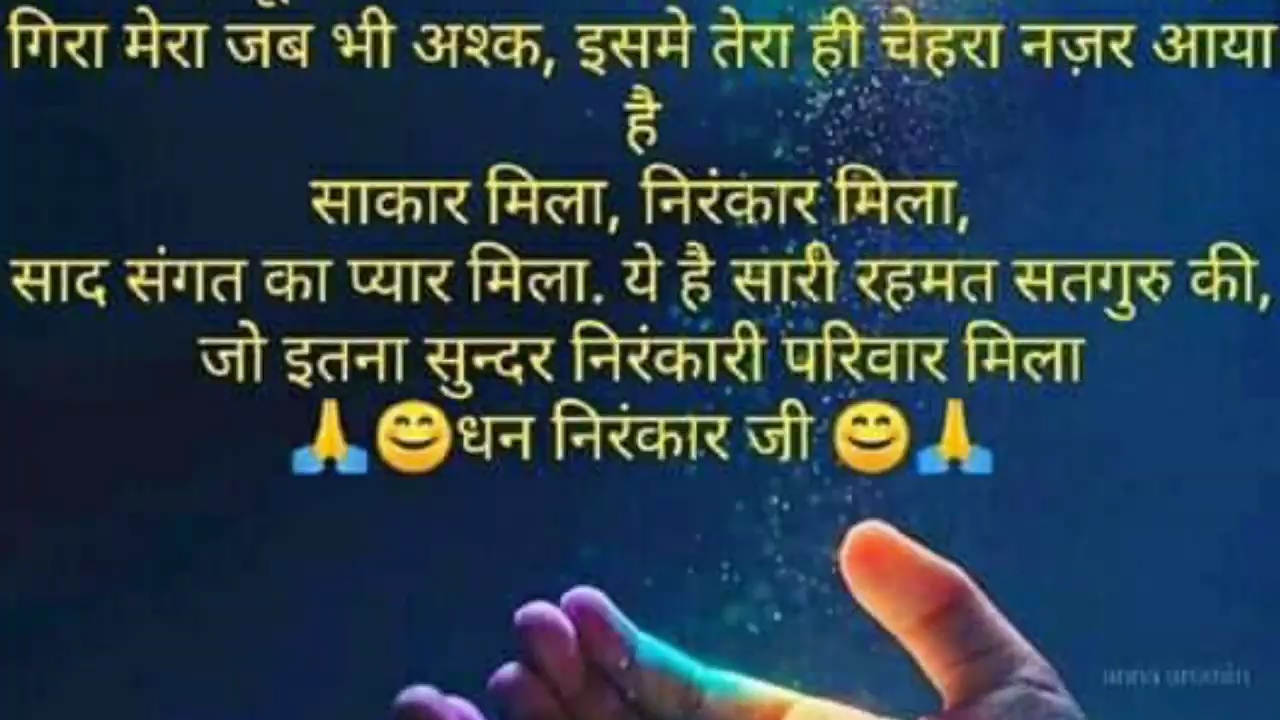 गिरा मेरा जब भी अश्क, इसमे तेरा ही चेहरा नज़र आया
है
साकार मिला, निरंकार मिला,
साद संगत का प्यार मिला. ये है सारी रहमत सतगुरु की,
जो इतना सुन्दर निरंकारी परिवार मिला
🙏😊धन निरंकार जी 😊🙏